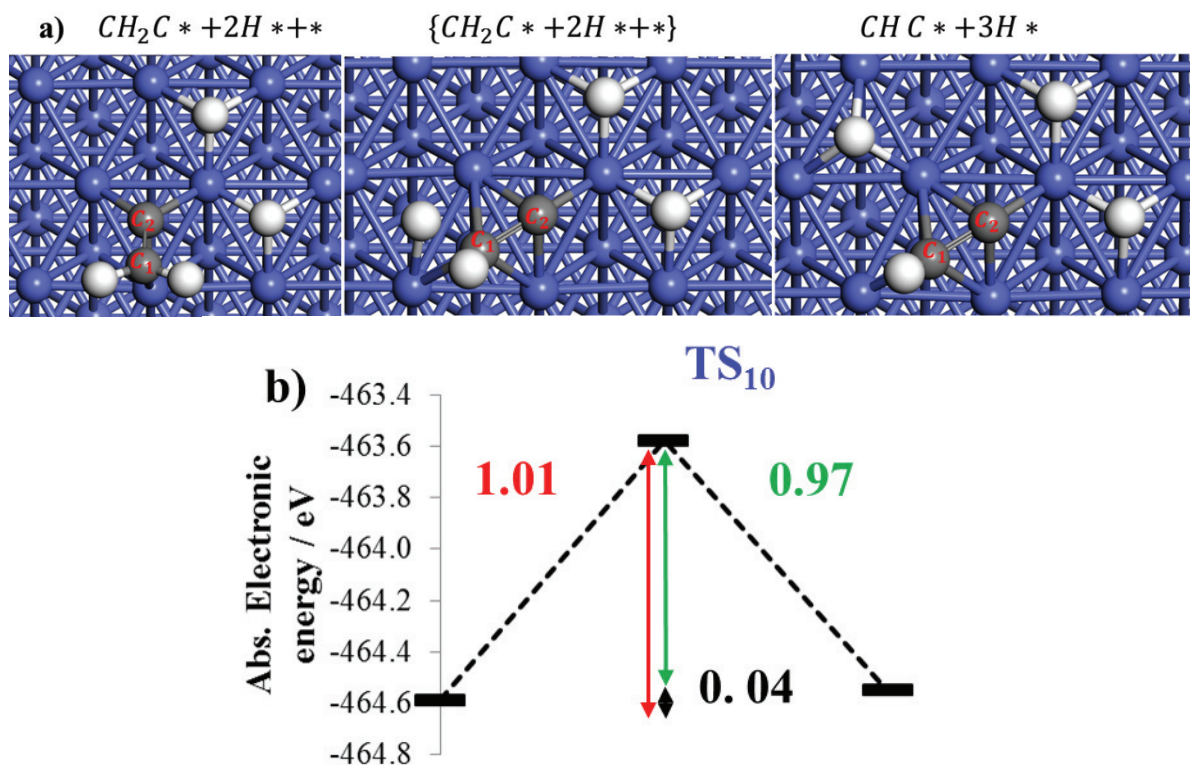 a) CH₂C * +2H *+* {CH₂C * +2H *+*} CH C * +3H *
C₂ C₂ C₂
C₁ C₁ C₁
TS₁₀
b)
Abs. Electronic
energy / eV
-463.4
-463.6
-463.8
-464.0
-464.2
-464.4
-464.6
-464.8
1.01 0.97
0. 04